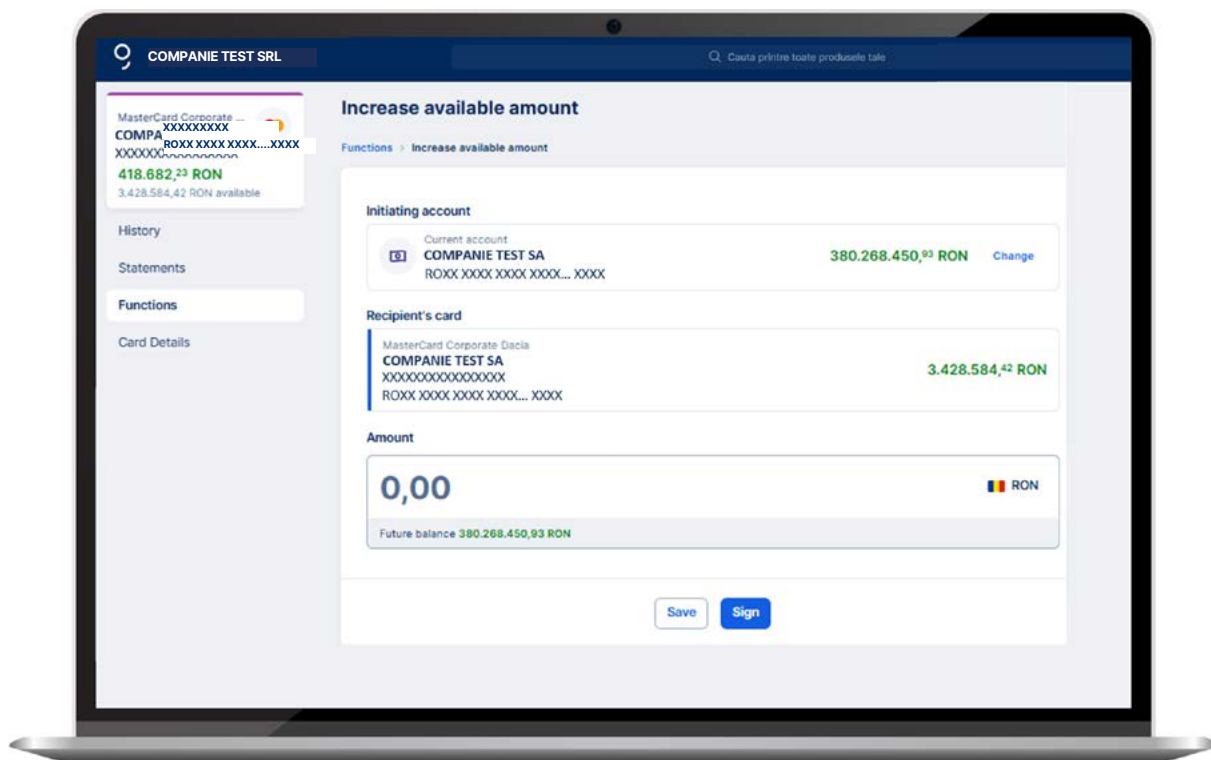 COMPANIE TEST SRL
Cauta printre toate produsele tale
MasterCard Corporate ...
COMPA
XXXXXXXXX
ROXX XXXX XXXX....XXXX
418.682,23 RON
3.428.584,42 RON available
History
Statements
Functions
Card Details
Increase available amount
Functions > Increase available amount
Initiating account
Current account
COMPANIE TEST SA
ROXX XXXX XXXX XXXX... XXXX
380.268.450,93 RON
Change
Recipient's card
MasterCard Corporate Dacia
COMPANIE TEST SA
XXXXXXXXXXXXXXXX
ROXX XXXX XXXX XXXX... XXXX
3.428.584,42 RON
Amount
0,00
RON
Future balance 380.268.450,93 RON
Save
Sign